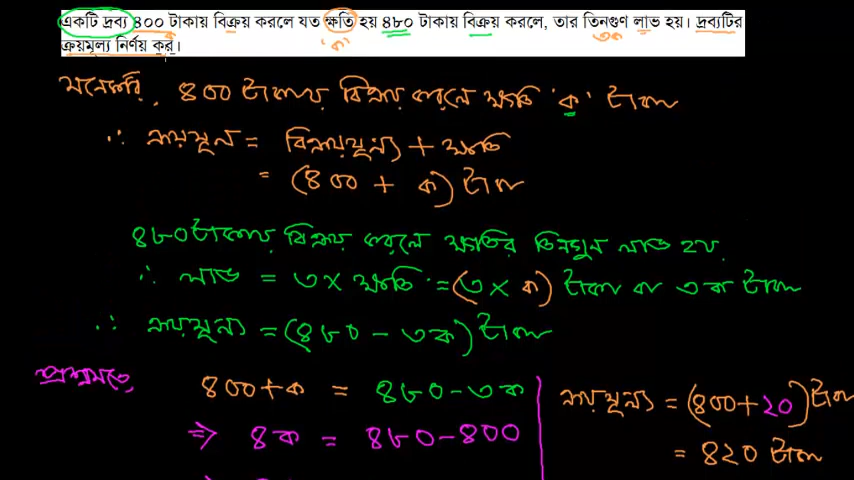 একটি দ্রব্য ৪০০ টাকায় বিক্রয় করলে যত ক্ষতি হয় ৪৮০ টাকায় বিক্রয় করলে, তার তিনগুণ লাভ হয়। দ্রব্যটির
'ক' ৩ক
ক্রয়মূল্য নির্ণয় কর।
মনেকরি, ৪০০ টাকায় বিক্রয় করলে ক্ষতি 'ক' টাকা
∴ ক্রয়মূল্য = বিক্রয়মূল্য + ক্ষতি
= (৪০০ + ক) টাকা
৪৮০ টাকায় বিক্রয় করলে ক্ষতির তিনগুন লাভ হয়.
∴ লাভ = ৩ × ক্ষতি = (৩ × ক) টাকা বা ৩ক টাকা
∴ ক্রয়মূল্য = (৪৮০ - ৩ক) টাকা
প্রশ্নমতে,
৪০০ + ক = ৪৮০ - ৩ক
⇒ ৪ক = ৪৮০ - ৪০০
ক্রয়মূল্য = (৪০০ + ২০) টাকা
= ৪২০ টাকা